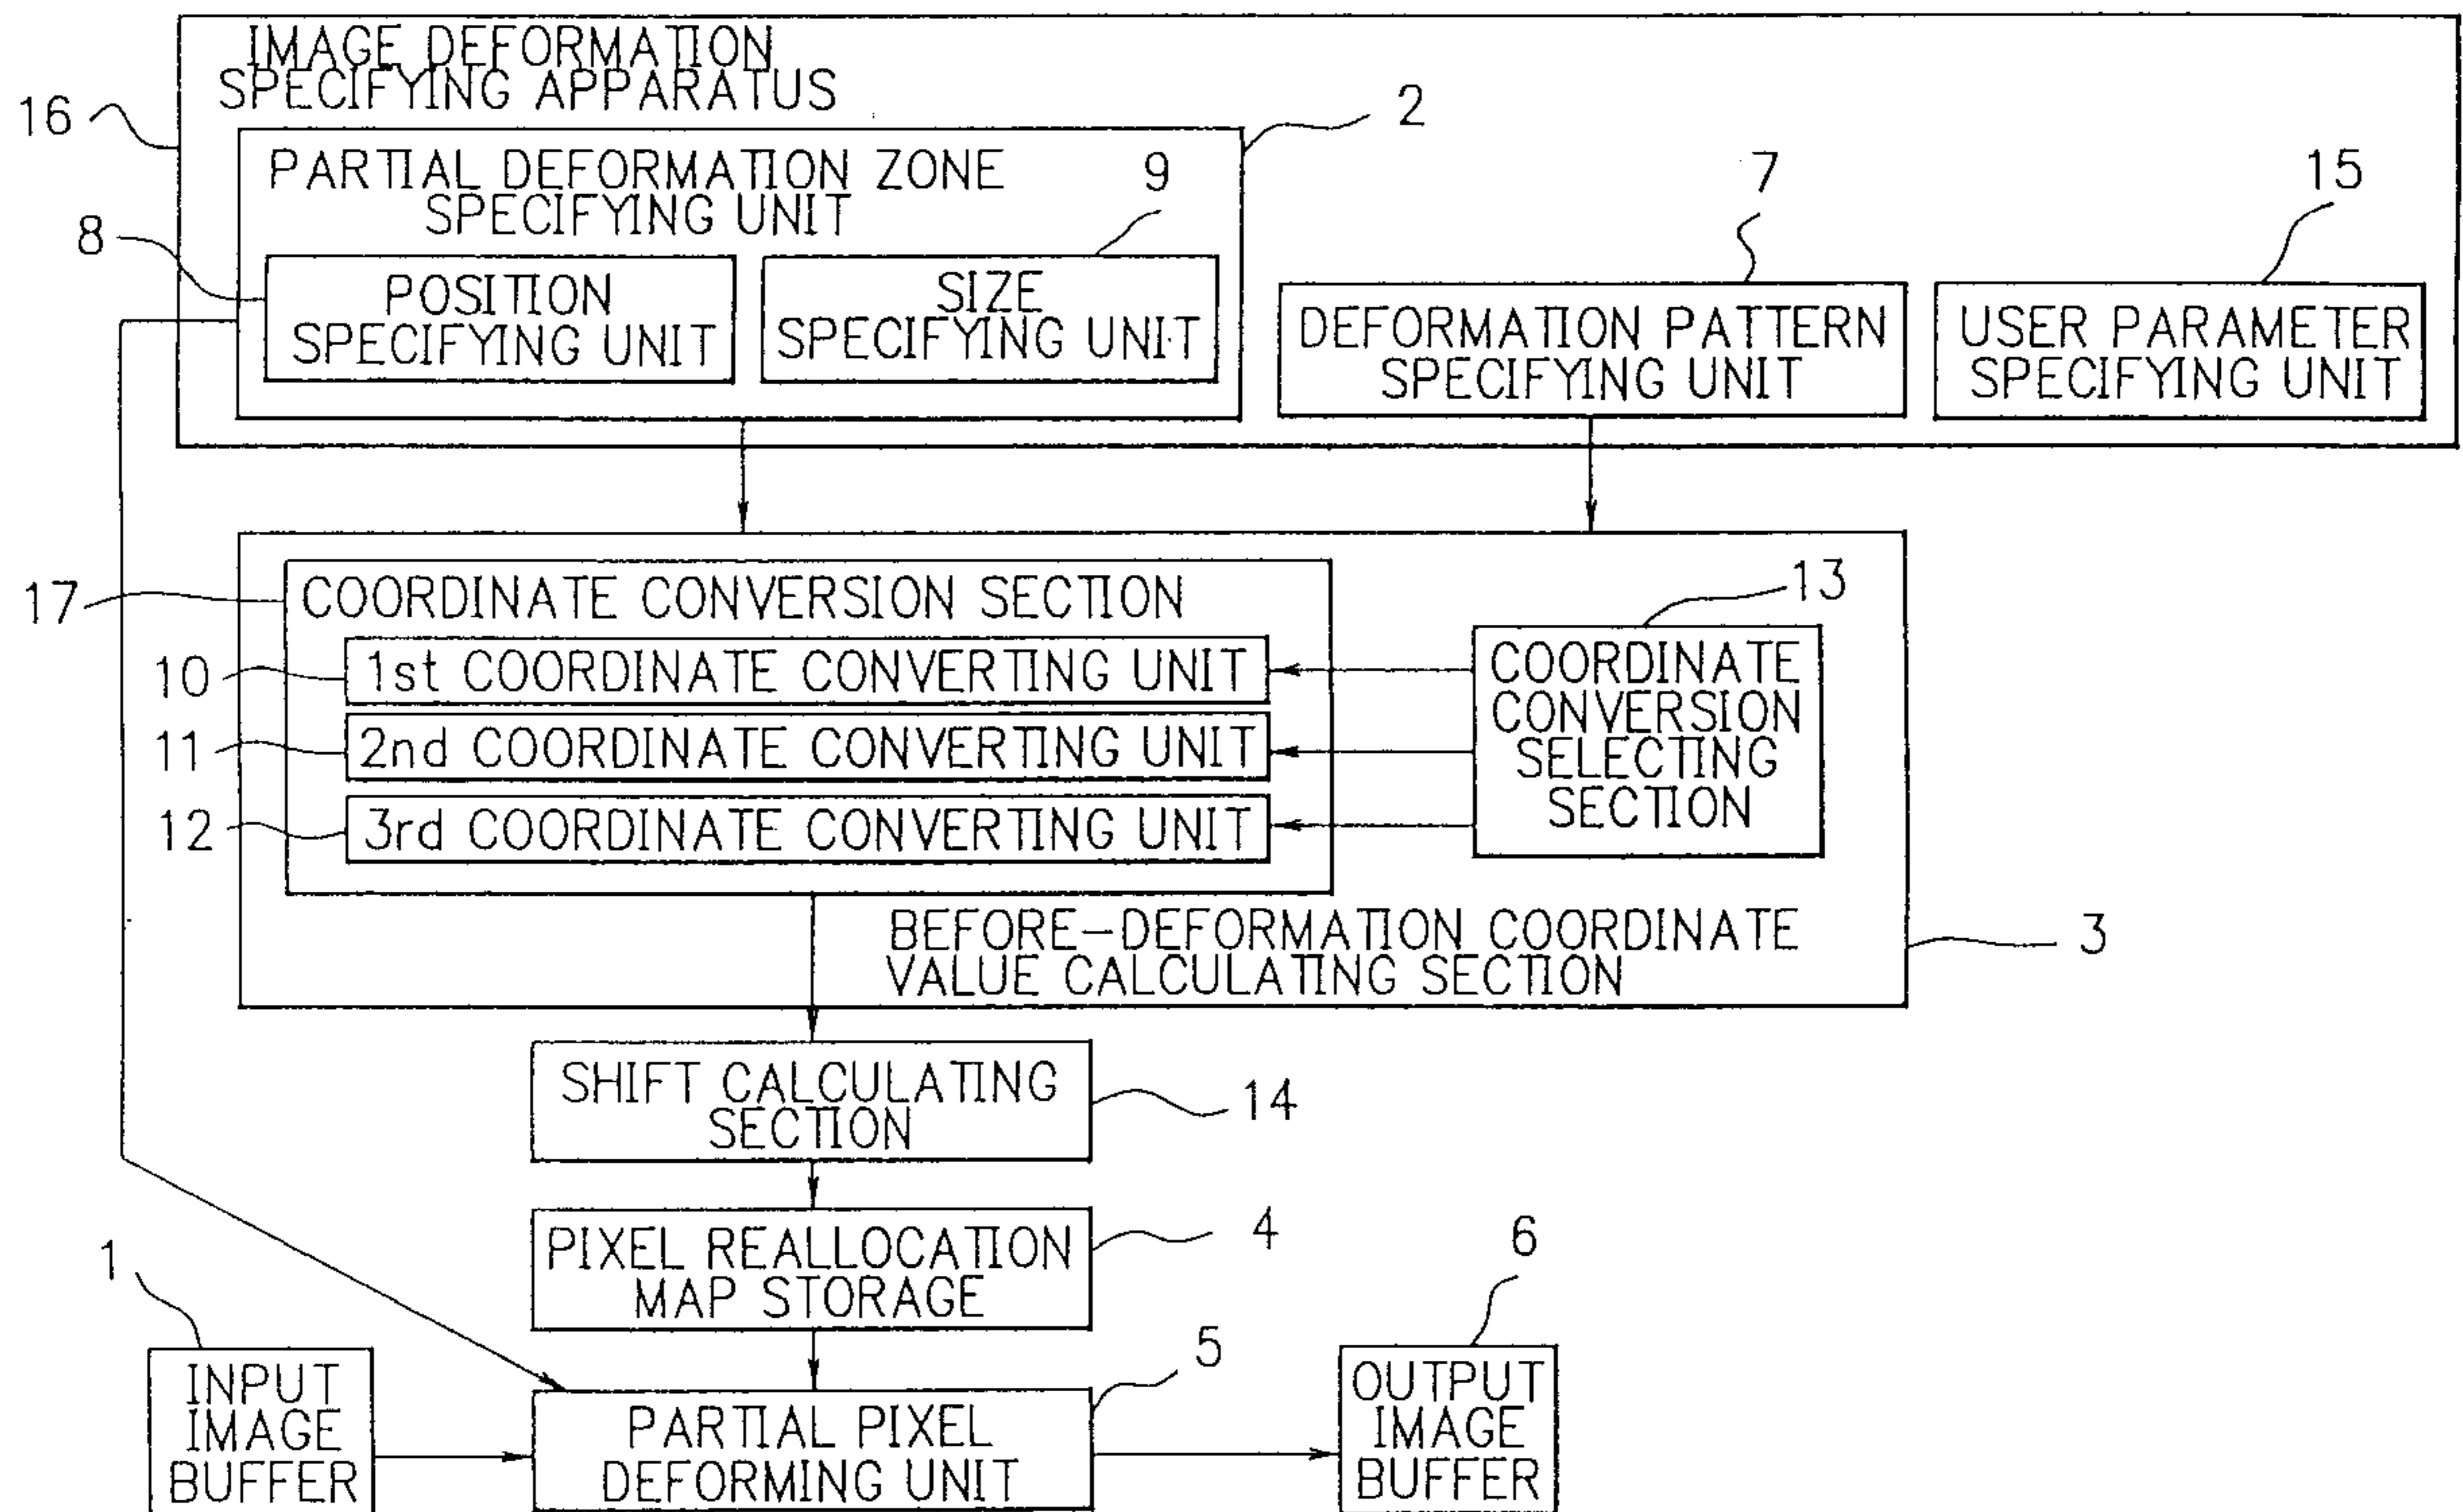 IMAGE DEFORMATION
SPECIFYING APPARATUS
16
2
PARTIAL DEFORMATION ZONE
SPECIFYING UNIT
9
7
15
8
POSITION
SPECIFYING UNIT
SIZE
SPECIFYING UNIT
DEFORMATION PATTERN
SPECIFYING UNIT
USER PARAMETER
SPECIFYING UNIT
17
COORDINATE CONVERSION SECTION
13
10
1st COORDINATE CONVERTING UNIT
11
2nd COORDINATE CONVERTING UNIT
12
3rd COORDINATE CONVERTING UNIT
COORDINATE
CONVERSION
SELECTING
SECTION
BEFORE-DEFORMATION COORDINATE
VALUE CALCULATING SECTION
3
SHIFT CALCULATING
SECTION
14
PIXEL REALLOCATION
MAP STORAGE
4
1
INPUT
IMAGE
BUFFER
5
PARTIAL PIXEL
DEFORMING UNIT
6
OUTPUT
IMAGE
BUFFER